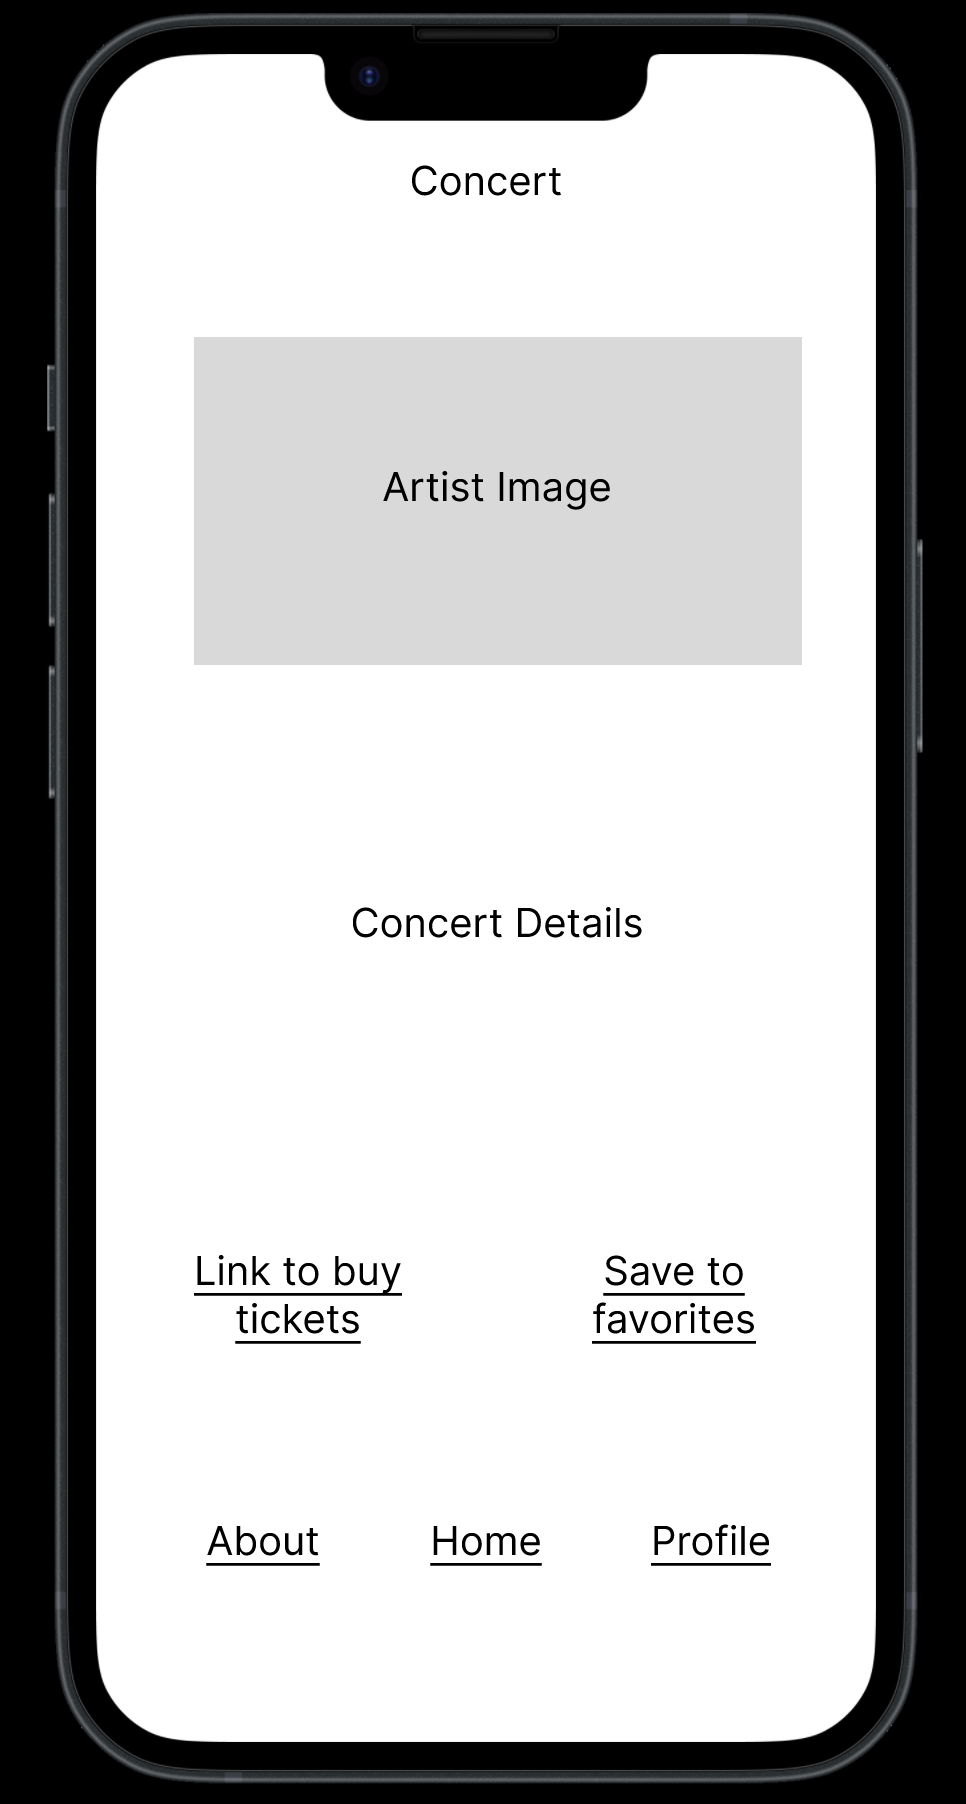 Concert
Artist Image
Concert Details
Link to buy
tickets
Save to
favorites
About
Home
Profile